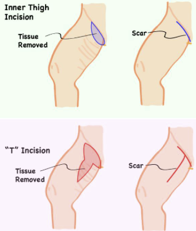 Inner Thigh
Incision
Tissue
Removed
Scar
“T” Incision
Tissue
Removed
Scar